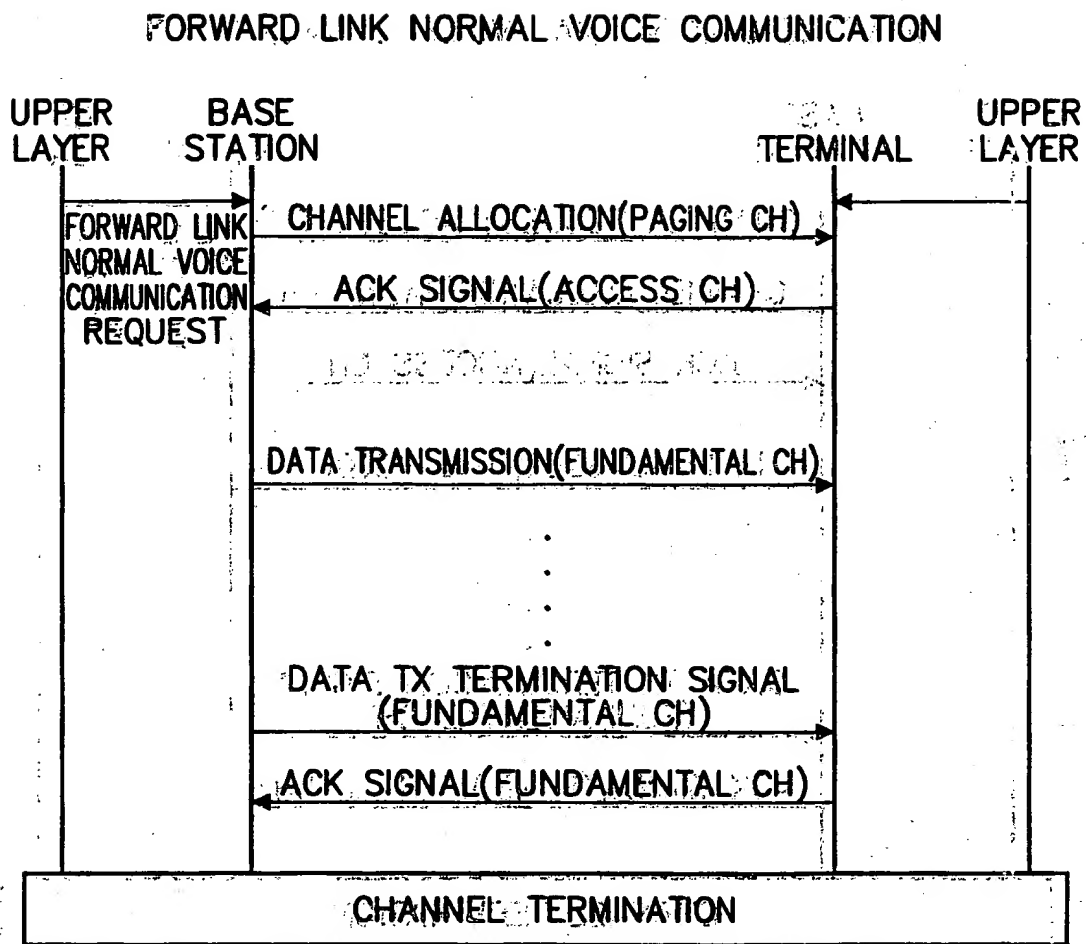 FORWARD LINK NORMAL VOICE COMMUNICATION
UPPER
LAYER
BASE
STATION
TERMINAL
UPPER
LAYER
FORWARD LINK
NORMAL VOICE
COMMUNICATION
REQUEST
CHANNEL ALLOCATION(PAGING CH)
ACK SIGNAL(ACCESS CH)
DATA TRANSMISSION(FUNDAMENTAL CH)
DATA TX TERMINATION SIGNAL
(FUNDAMENTAL CH)
ACK SIGNAL(FUNDAMENTAL CH)
CHANNEL TERMINATION